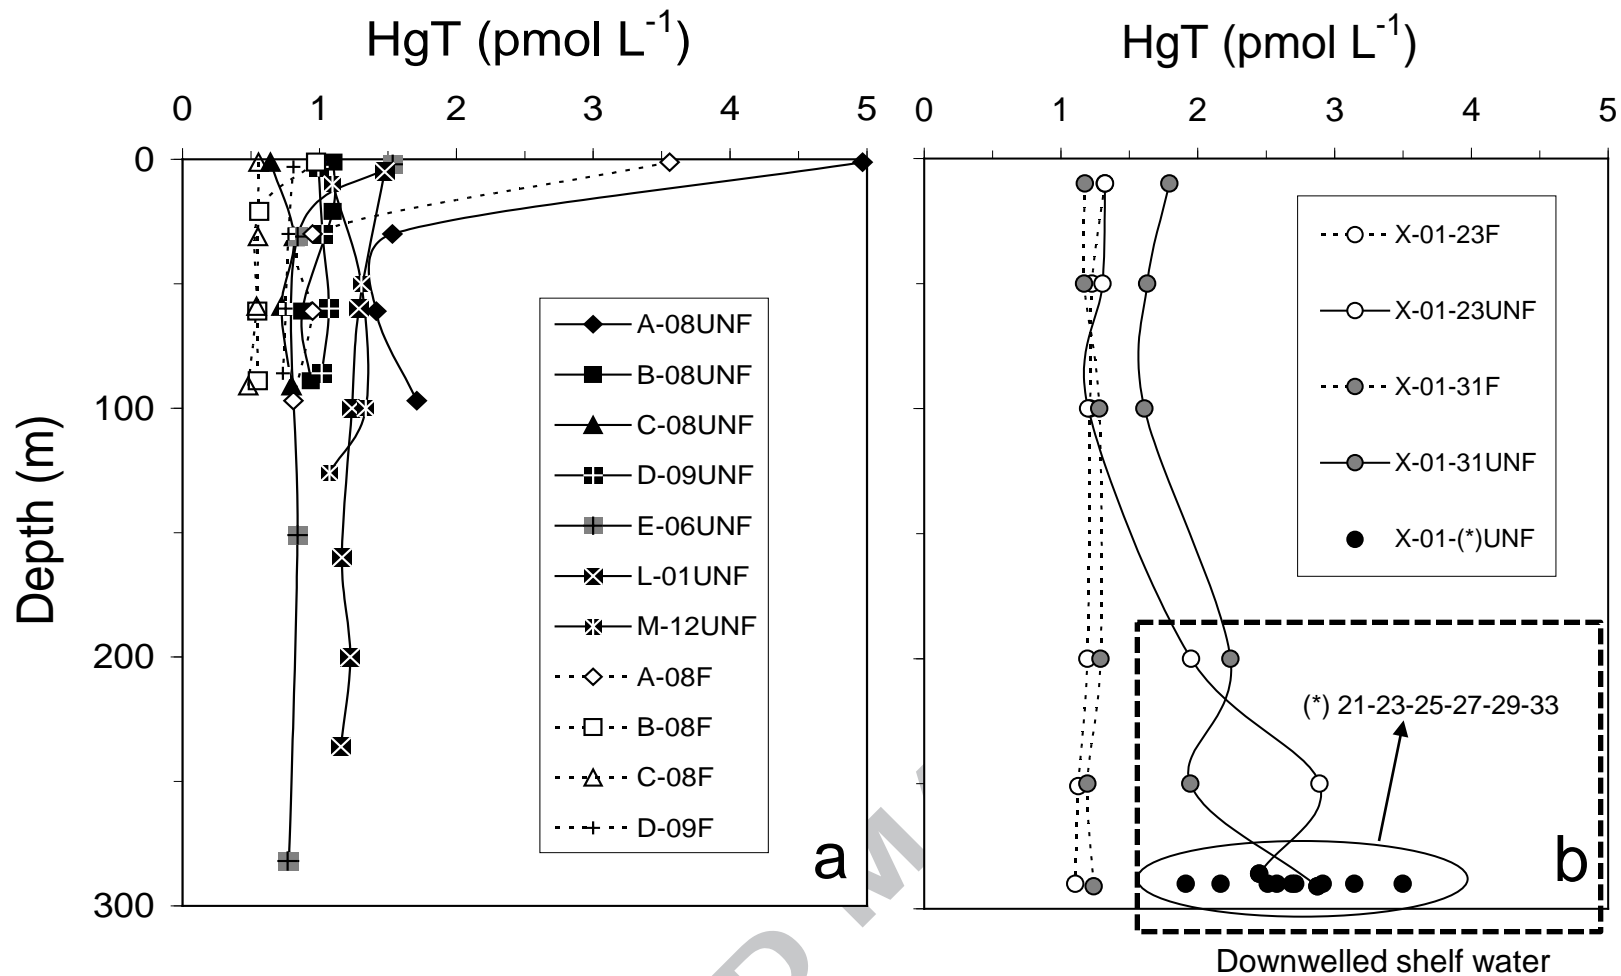 HgT (pmol L⁻¹)
0 1 2 3 4 5
0
100
200
300
Depth (m)
A-08UNF
B-08UNF
C-08UNF
D-09UNF
E-06UNF
L-01UNF
M-12UNF
A-08F
B-08F
C-08F
D-09F
a
HgT (pmol L⁻¹)
0 1 2 3 4 5
X-01-23F
X-01-23UNF
X-01-31F
X-01-31UNF
X-01-(*)UNF
(*) 21-23-25-27-29-33
b
Downwelled shelf water
D M